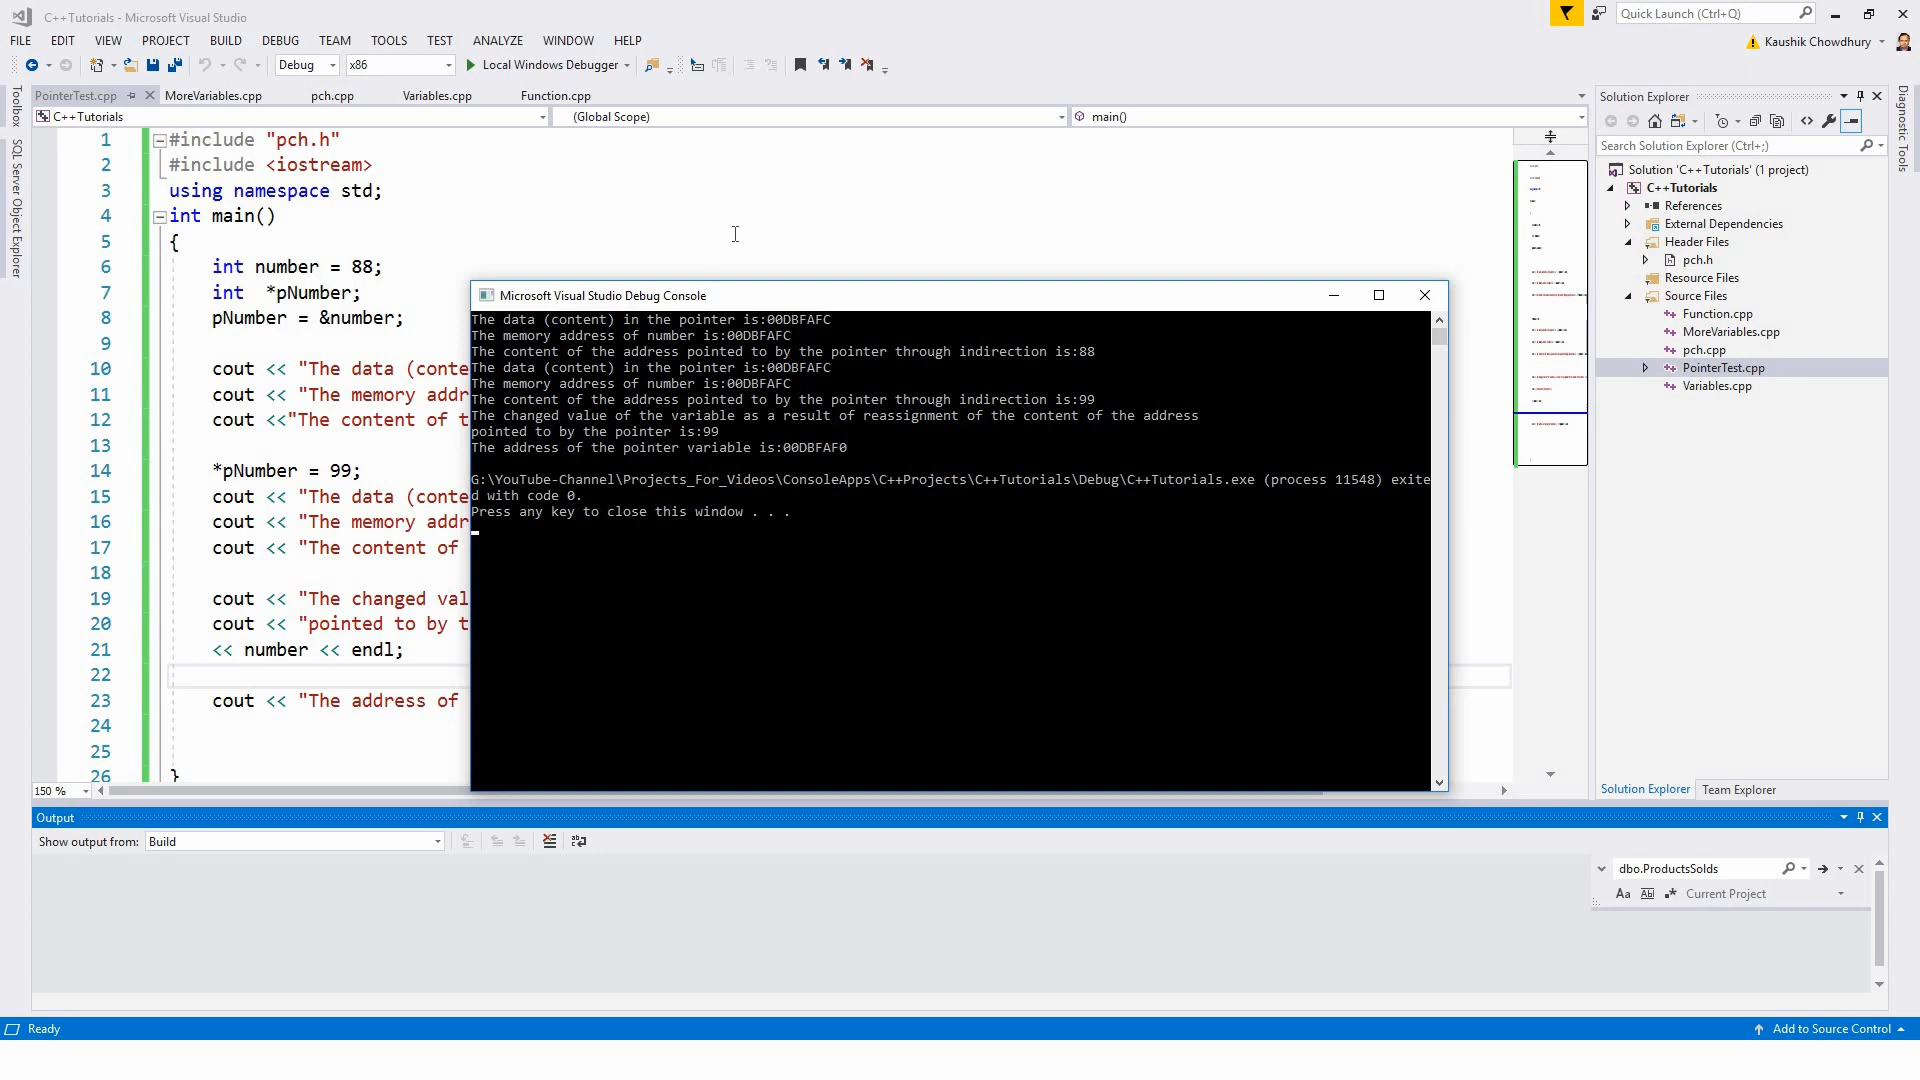 C++Tutorials - Microsoft Visual Studio
Quick Launch (Ctrl+Q)
FILE EDIT VIEW PROJECT BUILD DEBUG TEAM TOOLS TEST ANALYZE WINDOW HELP
Kaushik Chowdhury
Debug x86 Local Windows Debugger
Toolbox
SQL Server Object Explorer
PointerTest.cpp MoreVariables.cpp pch.cpp Variables.cpp Function.cpp
C++Tutorials (Global Scope) main()
1 #include "pch.h"
2 #include <iostream>
3 using namespace std;
4 int main()
5 {
6 int number = 88;
7 int *pNumber;
8 pNumber = &number;
9
10 cout << "The data (conte
11 cout << "The memory addr
12 cout <<"The content of t
13
14 *pNumber = 99;
15 cout << "The data (conte
16 cout << "The memory addr
17 cout << "The content of
18
19 cout << "The changed val
20 cout << "pointed to by t
21 << number << endl;
22
23 cout << "The address of
24
25
26 }
150 %
Microsoft Visual Studio Debug Console
The data (content) in the pointer is:00DBFAFC
The memory address of number is:00DBFAFC
The content of the address pointed to by the pointer through indirection is:88
The data (content) in the pointer is:00DBFAFC
The memory address of number is:00DBFAFC
The content of the address pointed to by the pointer through indirection is:99
The changed value of the variable as a result of reassignment of the content of the address
pointed to by the pointer is:99
The address of the pointer variable is:00DBFAF0
G:\YouTube-Channel\Projects_For_Videos\ConsoleApps\C++Projects\C++Tutorials\Debug\C++Tutorials.exe (process 11548) exite
d with code 0.
Press any key to close this window . . .
Solution Explorer
Search Solution Explorer (Ctrl+;)
Solution 'C++Tutorials' (1 project)
C++Tutorials
References
External Dependencies
Header Files
pch.h
Resource Files
Source Files
Function.cpp
MoreVariables.cpp
pch.cpp
PointerTest.cpp
Variables.cpp
Solution Explorer Team Explorer
Diagnostic Tools
Output
Show output from: Build
dbo.ProductsSolds
Aa Current Project
Ready
Add to Source Control